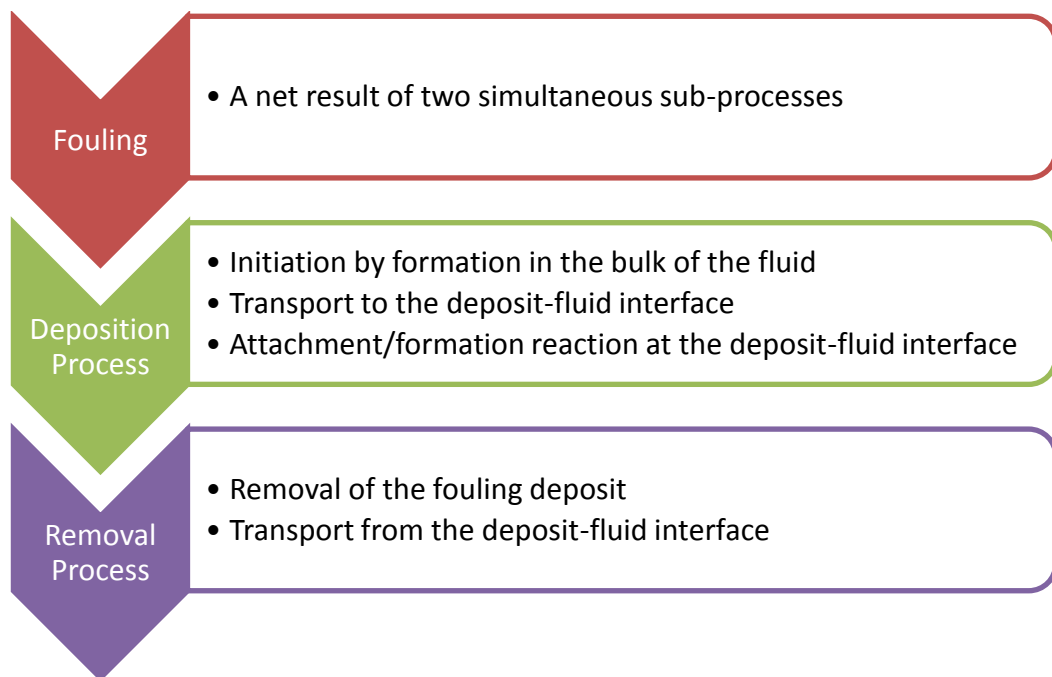 Fouling
• A net result of two simultaneous sub-processes
Deposition
Process
• Initiation by formation in the bulk of the fluid
• Transport to the deposit-fluid interface
• Attachment/formation reaction at the deposit-fluid interface
Removal
Process
• Removal of the fouling deposit
• Transport from the deposit-fluid interface